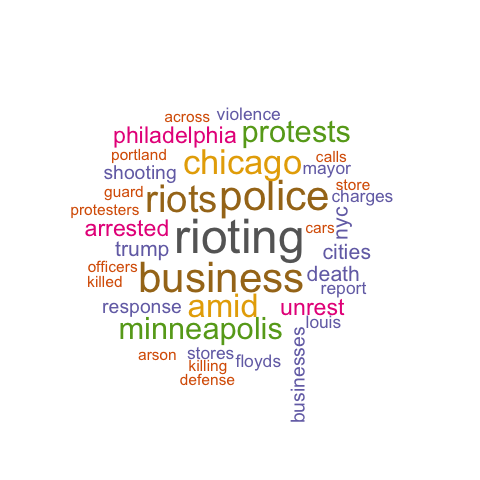 across violence
philadelphia protests
portland chicago calls
shooting mayor
guard riots police store
charges
protesters
arrested rioting cars nyc
trump cities
officers business death
killed report
response amid unrest
minneapolis louis
arson stores floyds businesses
killing
defense